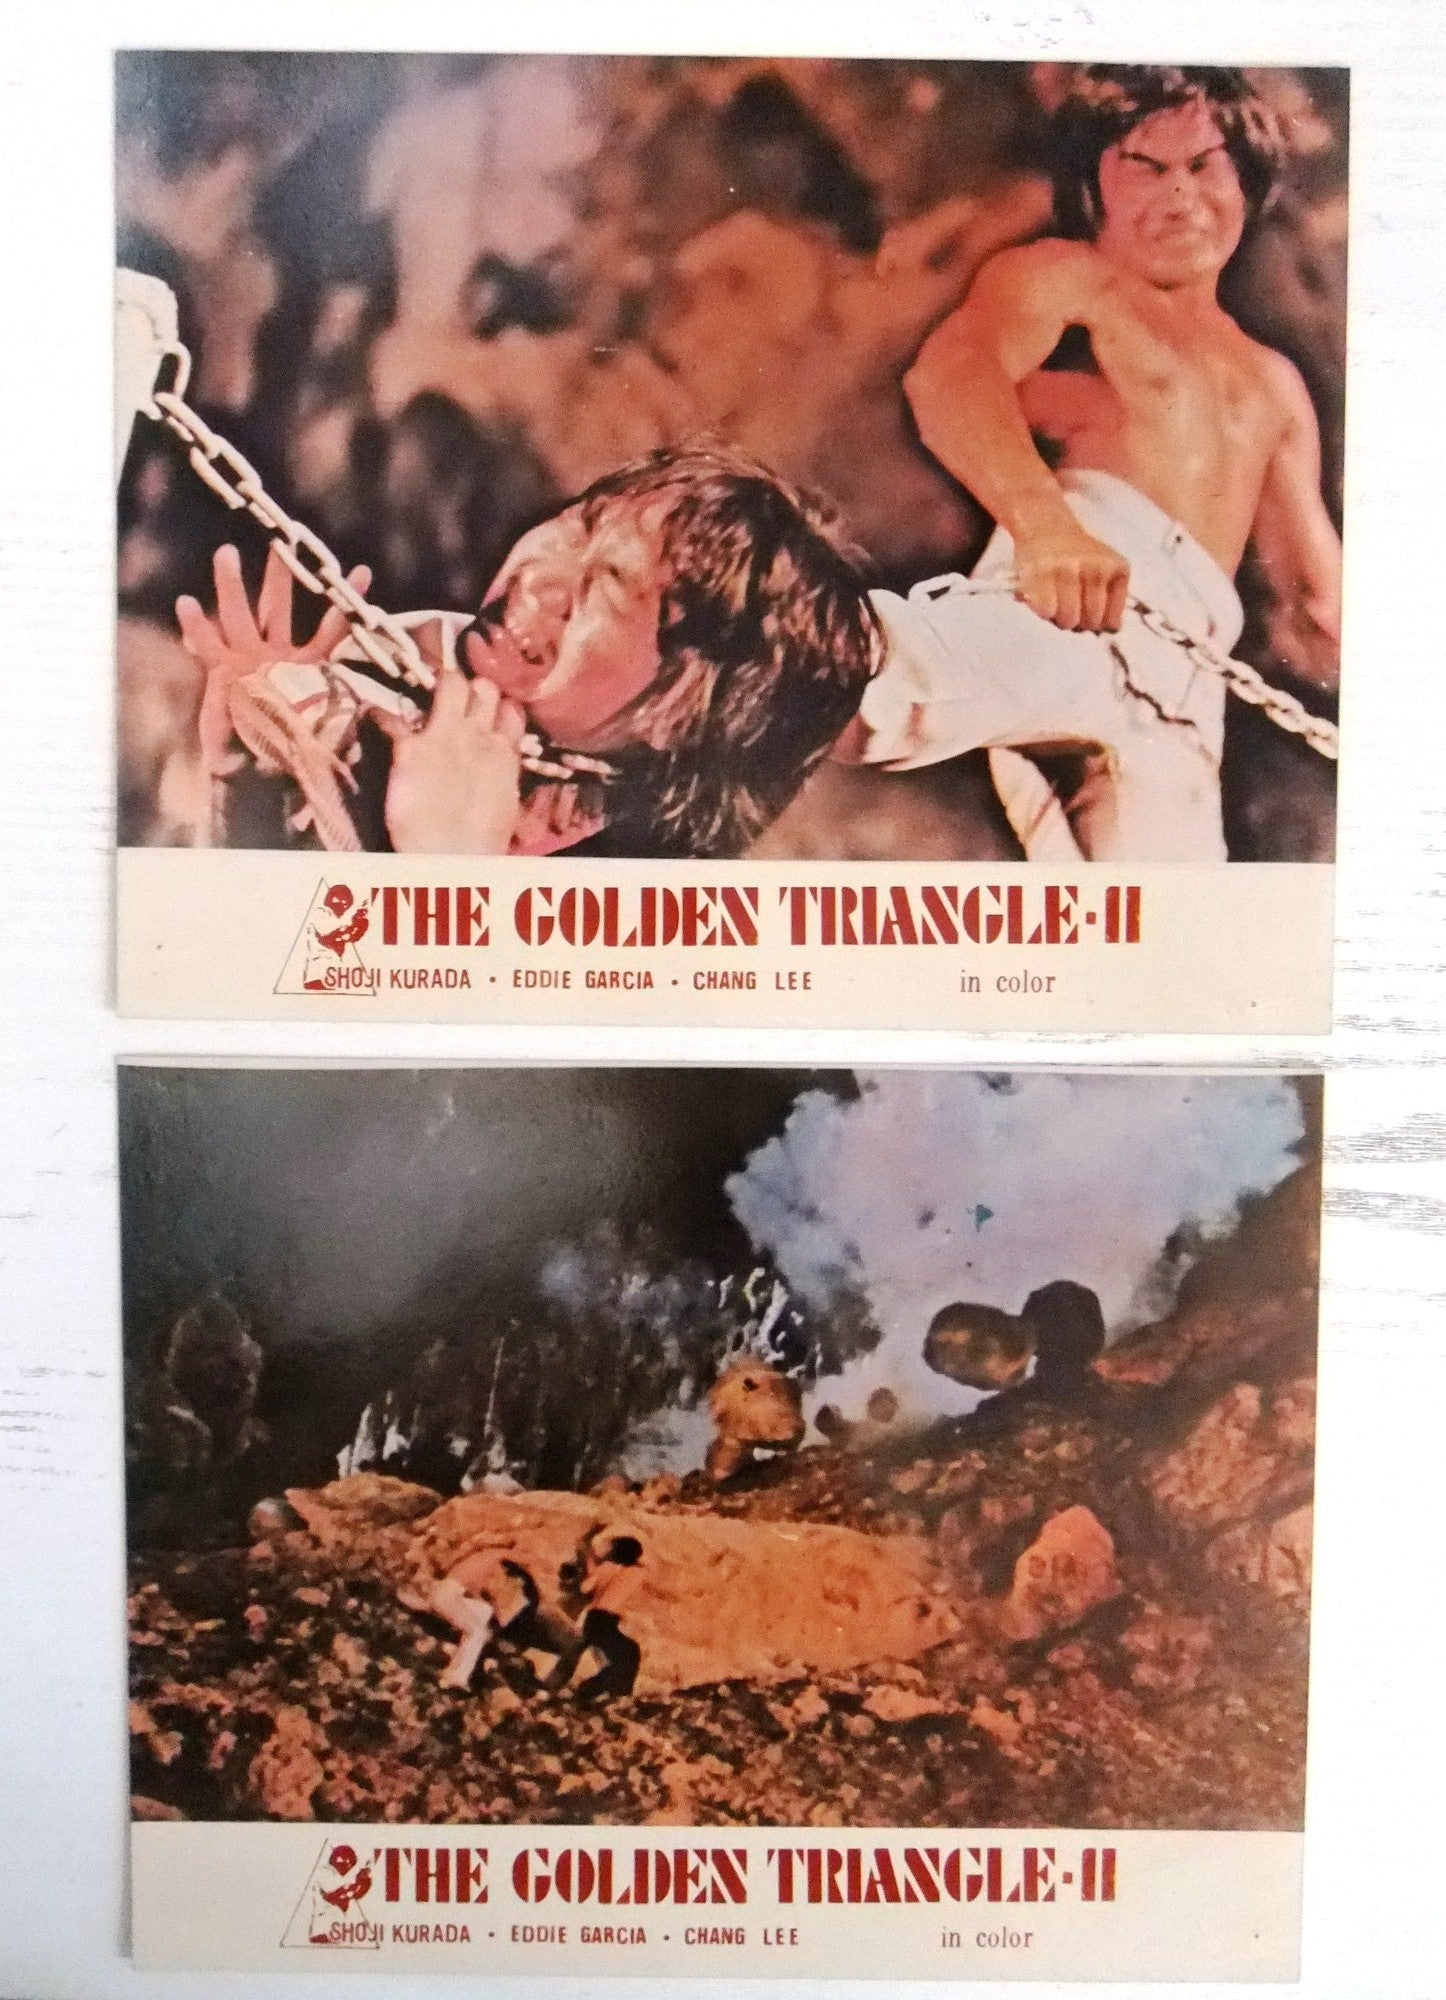 THE GOLDEN TRIANGLE-II
SHOJI KURADA • EDDIE GARCIA • CHANG LEE in color
THE GOLDEN TRIANGLE-II
SHOJI KURADA • EDDIE GARCIA • CHANG LEE in color